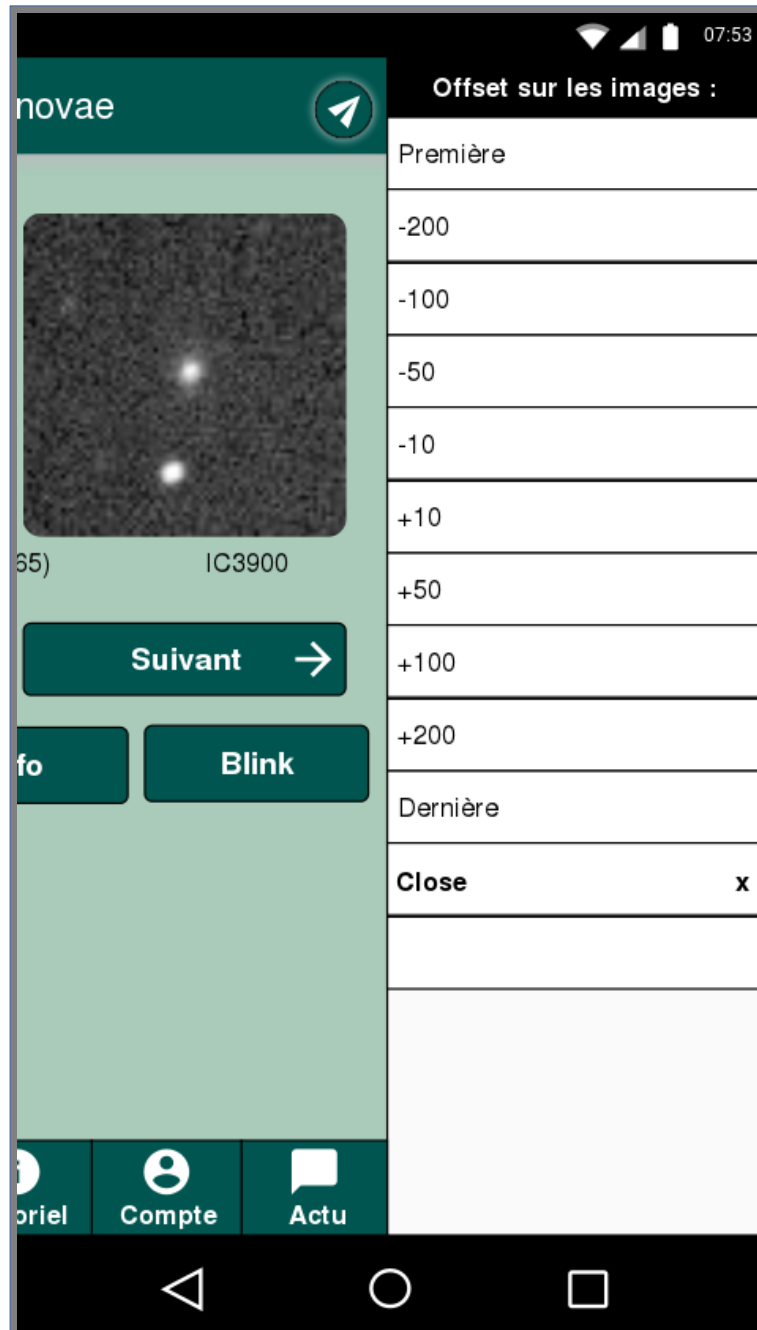 07:53
novae
65)
IC3900
Suivant
fo
Blink
oriel
Compte
Actu
Offset sur les images :
Première
-200
-100
-50
-10
+10
+50
+100
+200
Dernière
Close x